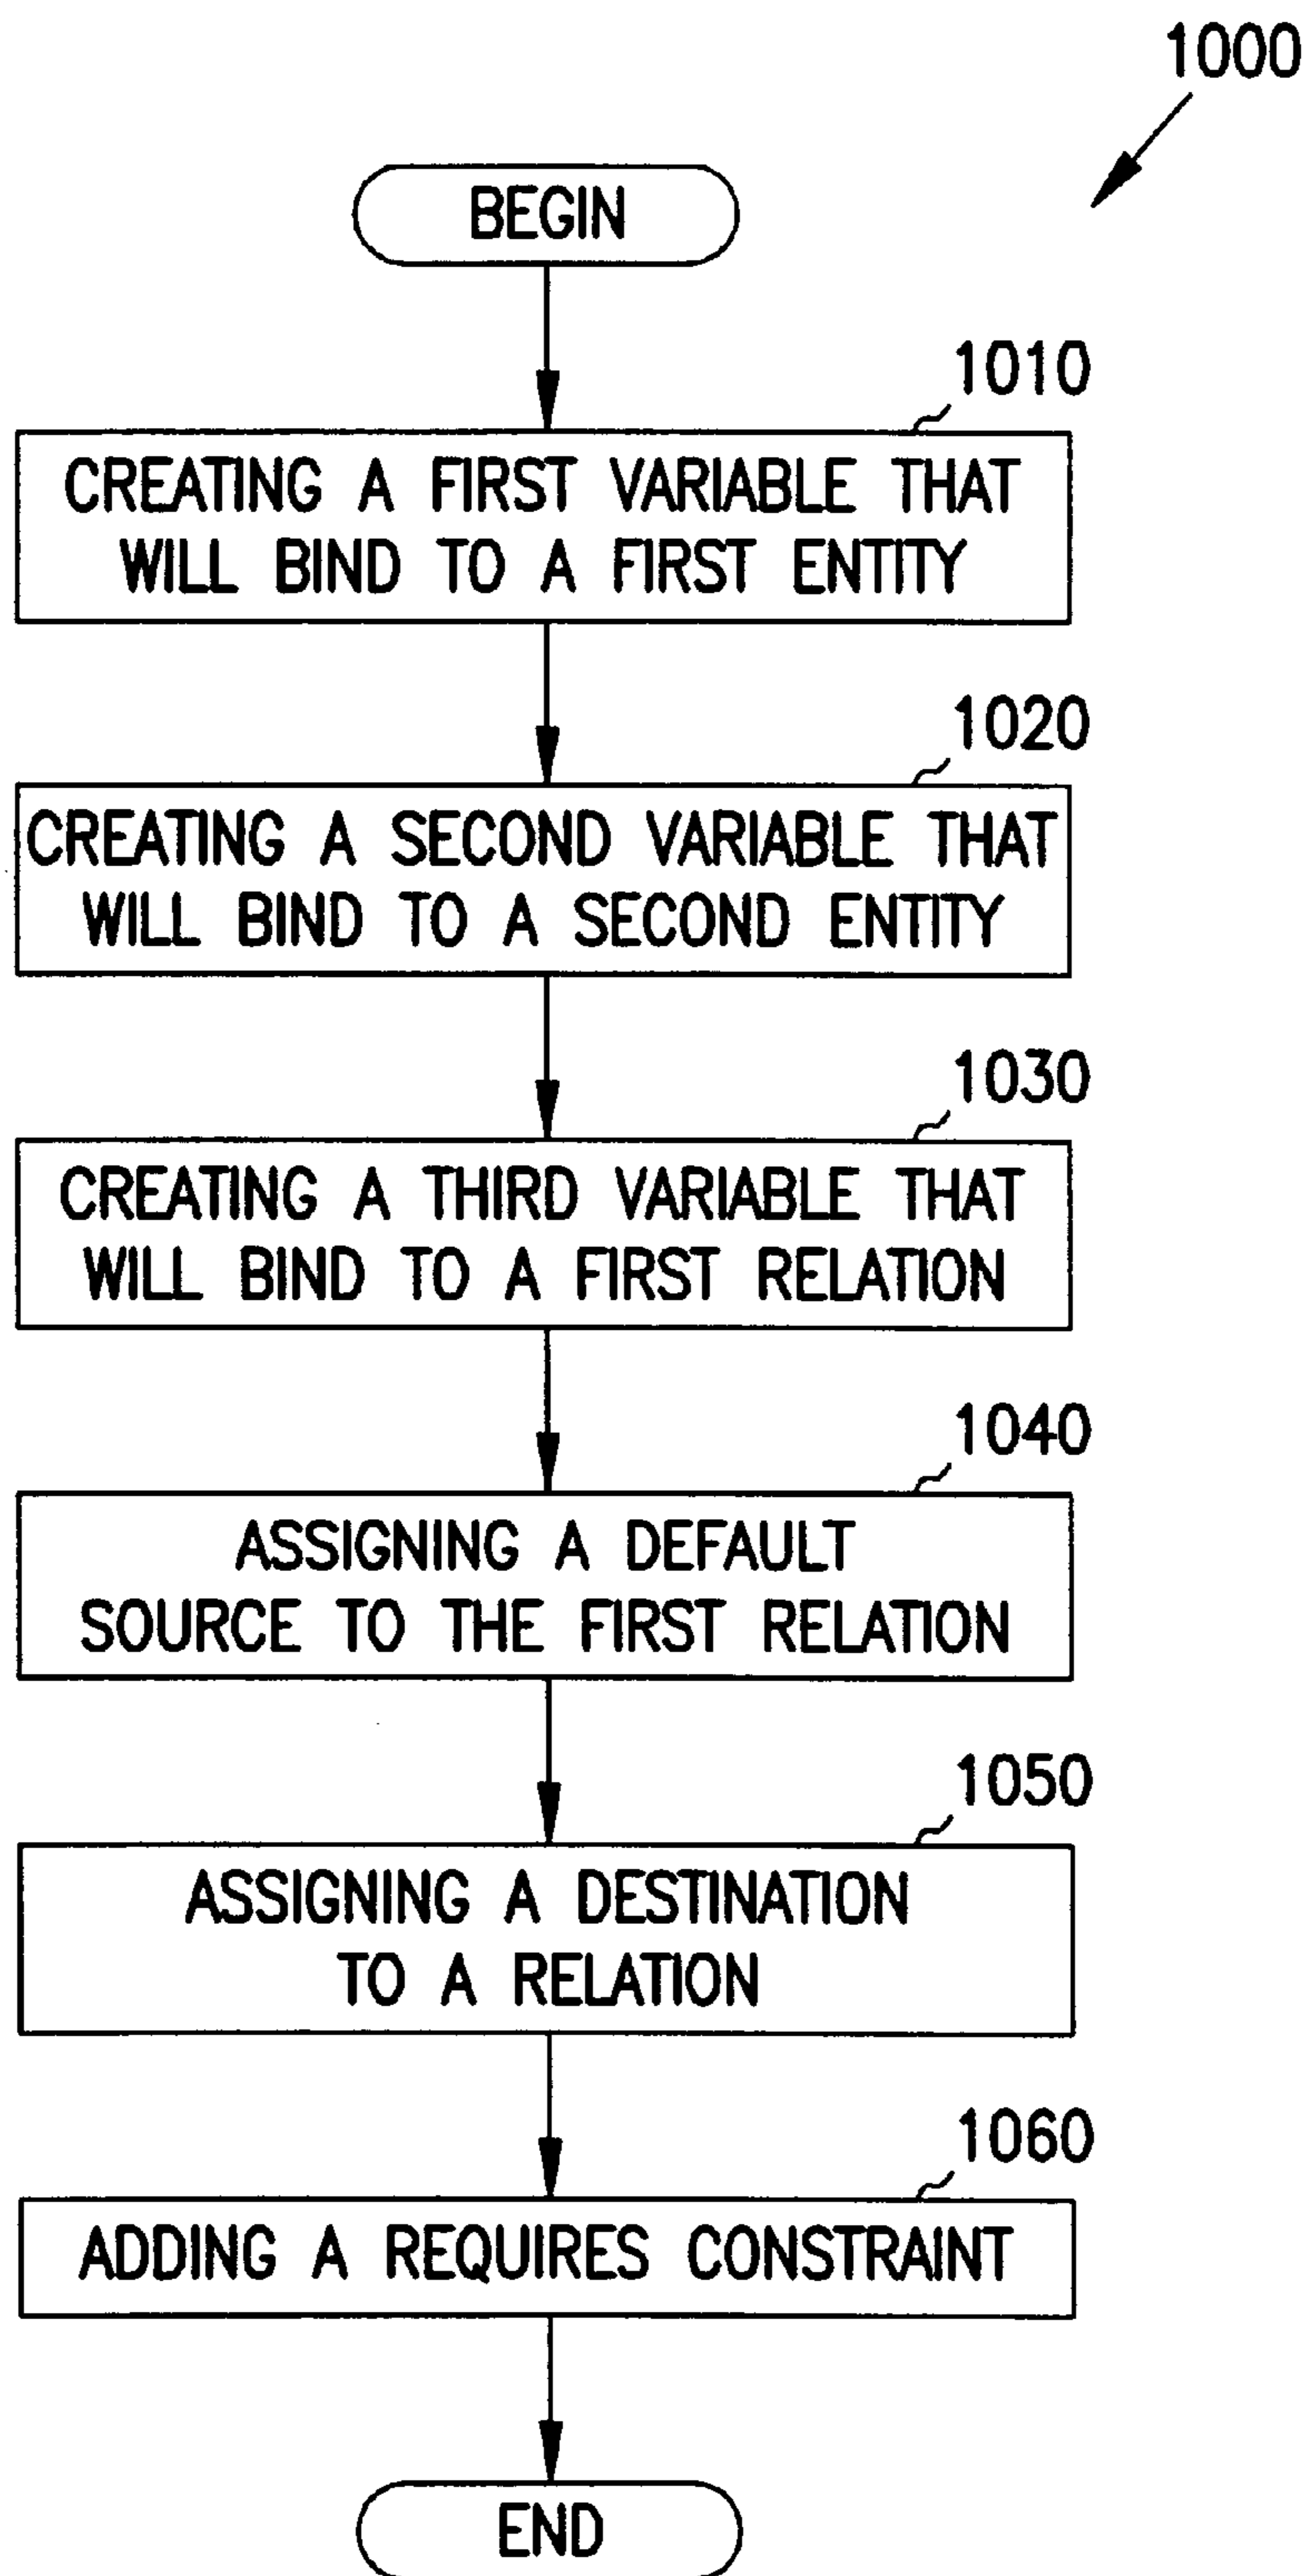 1000
BEGIN
1010
CREATING A FIRST VARIABLE THAT
WILL BIND TO A FIRST ENTITY
1020
CREATING A SECOND VARIABLE THAT
WILL BIND TO A SECOND ENTITY
1030
CREATING A THIRD VARIABLE THAT
WILL BIND TO A FIRST RELATION
1040
ASSIGNING A DEFAULT
SOURCE TO THE FIRST RELATION
1050
ASSIGNING A DESTINATION
TO A RELATION
1060
ADDING A REQUIRES CONSTRAINT
END